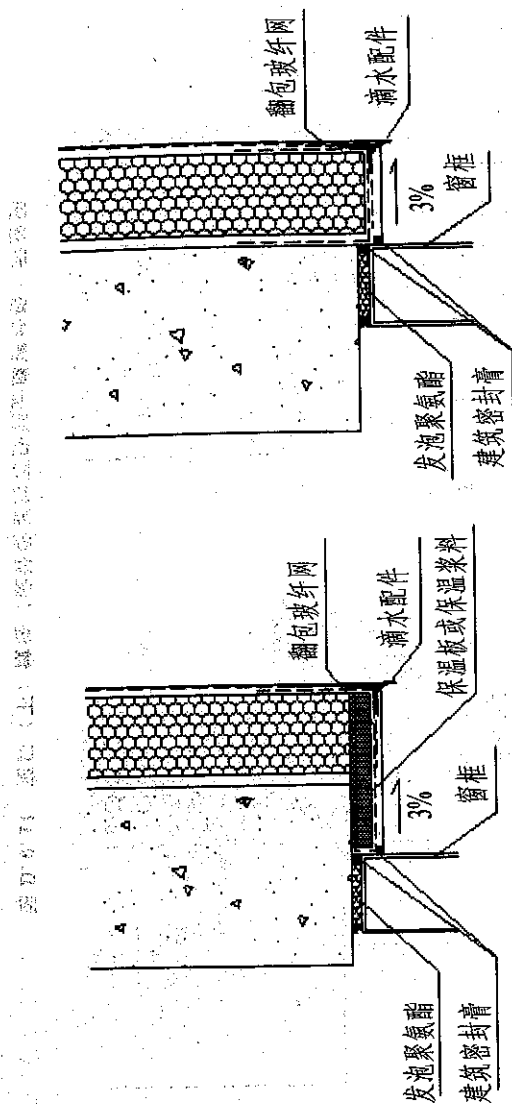 翻包玻纤网
滴水配件
3%
窗框
发泡聚氨酯
建筑密封膏
翻包玻纤网
滴水配件
保温板或保温浆料
3%
窗框
发泡聚氨酯
建筑密封膏